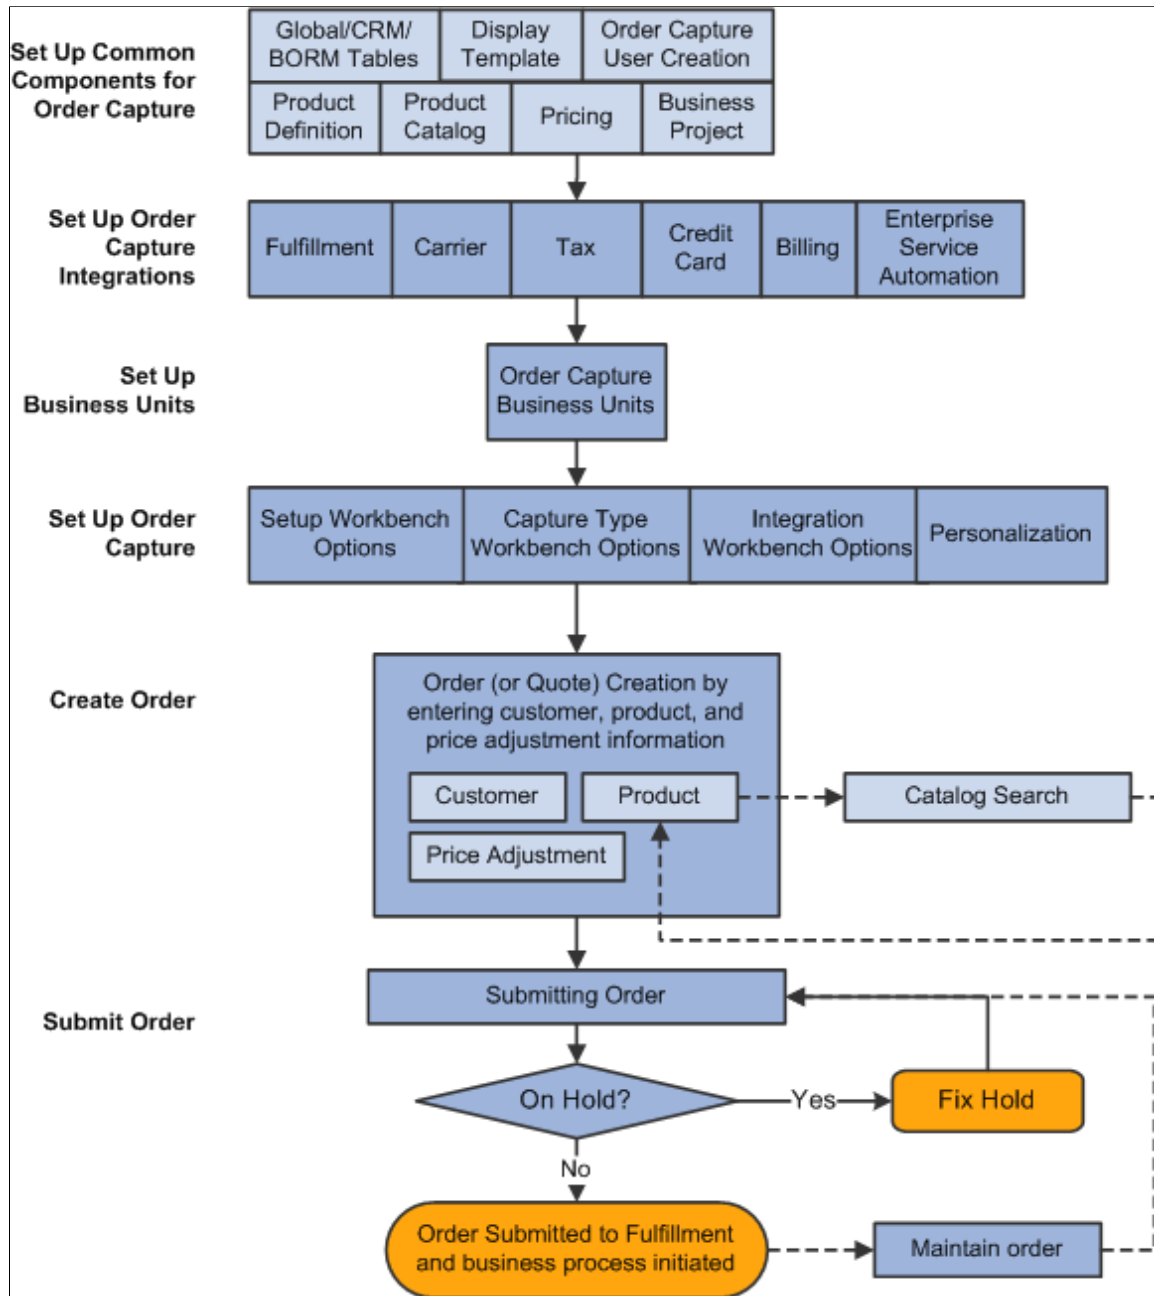 Set Up Common
Components for
Order Capture
Global/CRM/
BORM Tables
Display
Template
Order Capture
User Creation
Product
Definition
Product
Catalog
Pricing
Business
Project
Set Up Order
Capture
Integrations
Fulfillment
Carrier
Tax
Credit
Card
Billing
Enterprise
Service
Automation
Set Up
Business Units
Order Capture
Business Units
Set Up Order
Capture
Setup Workbench
Options
Capture Type
Workbench Options
Integration
Workbench Options
Personalization
Create Order
Order (or Quote) Creation by
entering customer, product, and
price adjustment information
Customer
Product
Catalog Search
Price Adjustment
Submit Order
Submitting Order
On Hold?
Yes
Fix Hold
No
Order Submitted to Fulfillment
and business process initiated
Maintain order